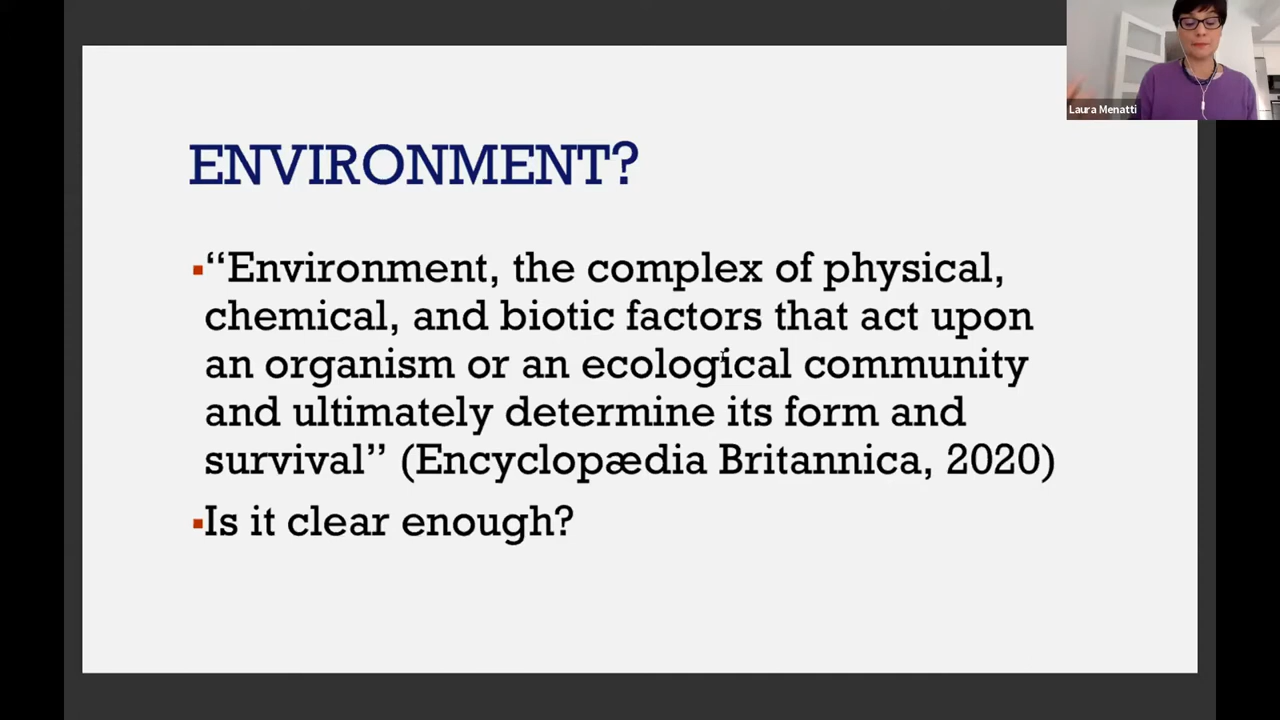 Laura Menatti
ENVIRONMENT?
▪“Environment, the complex of physical,
chemical, and biotic factors that act upon
an organism or an ecological community
and ultimately determine its form and
survival” (Encyclopædia Britannica, 2020)
▪Is it clear enough?